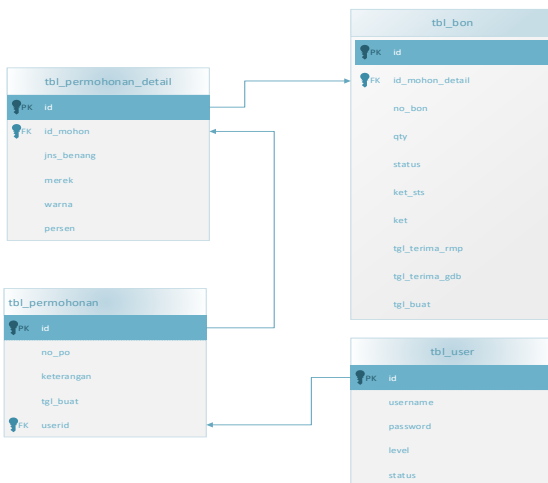 tbl_permohonan_detail
PK id
FK id_mohon
jns_benang
merek
warna
persen
tbl_bon
PK id
FK id_mohon_detail
no_bon
qty
status
ket_sts
ket
tgl_terima_rmp
tgl_terima_gdb
tgl_buat
tbl_permohonan
PK id
no_po
keterangan
tgl_buat
FK userid
tbl_user
PK id
username
password
level
status